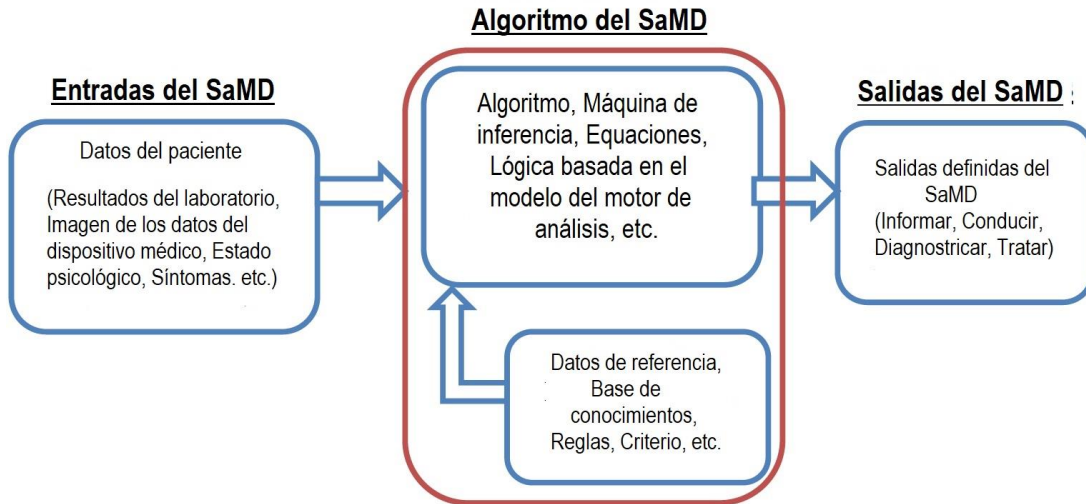 Entradas del SaMD
Datos del paciente
(Resultados del laboratorio,
Imagen de los datos del
dispositivo médico, Estado
psicológico, Síntomas. etc.)
Algoritmo del SaMD
Algoritmo, Máquina de
inferencia, Equaciones,
Lógica basada en el
modelo del motor de
análisis, etc.
Datos de referencia,
Base de
conocimientos,
Reglas, Criterio, etc.
Salidas del SaMD :
Salidas definidas del
SaMD
(Informar, Conducir,
Diagnostricar, Tratar)